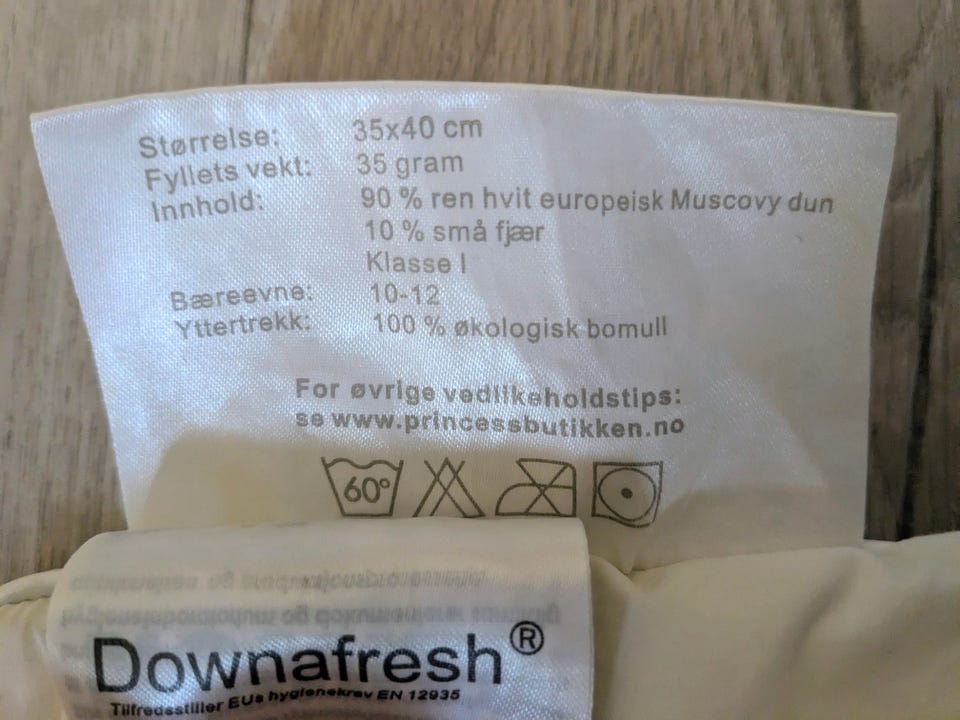 Størrelse: 35x40 cm
Fyllets vekt: 35 gram
Innhold: 90 % ren hvit europeisk Muscovy dun
10 % små fjær
Klasse I
Bæreevne: 10-12
Yttertrekk: 100 % økologisk bomull
For øvrige vedlikeholdstips:
se www.princessbutikken.no
60°
Downafresh®
Tilfredsstiller EUs hygienekrav EN 12935